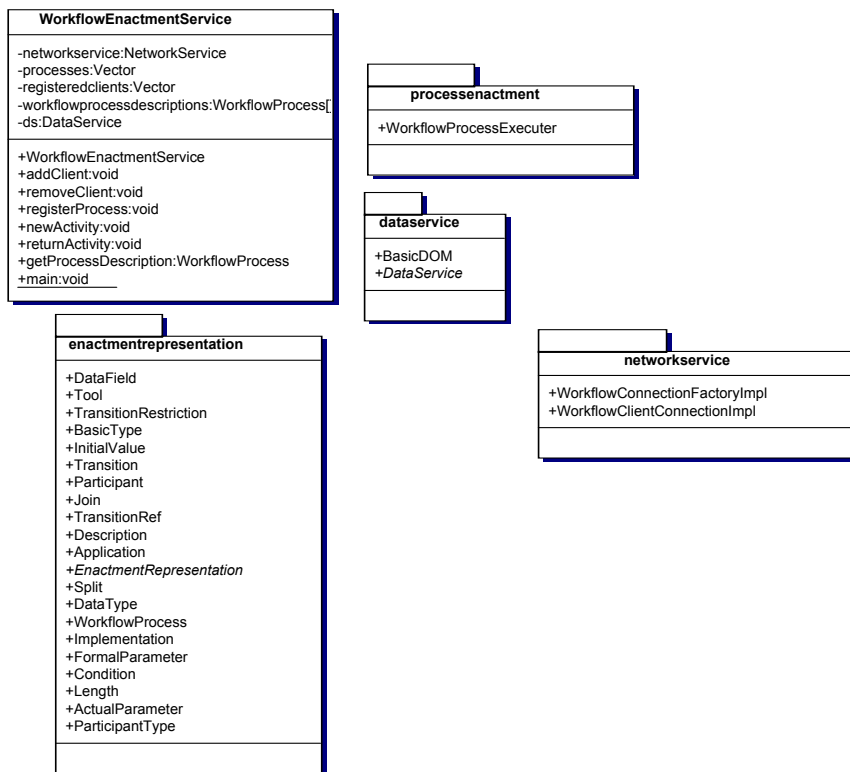 WorkflowEnactmentService
-networkservice:NetworkService
-processes:Vector
-registeredclients:Vector
-workflowprocessdescriptions:WorkflowProcess[]
-ds:DataService
+WorkflowEnactmentService
+addClient:void
+removeClient:void
+registerProcess:void
+newActivity:void
+returnActivity:void
+getProcessDescription:WorkflowProcess
+main:void
processenactment
+WorkflowProcessExecuter
dataservice
+BasicDOM
+DataService
enactmentrepresentation
+DataField
+Tool
+TransitionRestriction
+BasicType
+InitialValue
+Transition
+Participant
+Join
+TransitionRef
+Description
+Application
+EnactmentRepresentation
+Split
+DataType
+WorkflowProcess
+Implementation
+FormalParameter
+Condition
+Length
+ActualParameter
+ParticipantType
networkservice
+WorkflowConnectionFactoryImpl
+WorkflowClientConnectionImpl